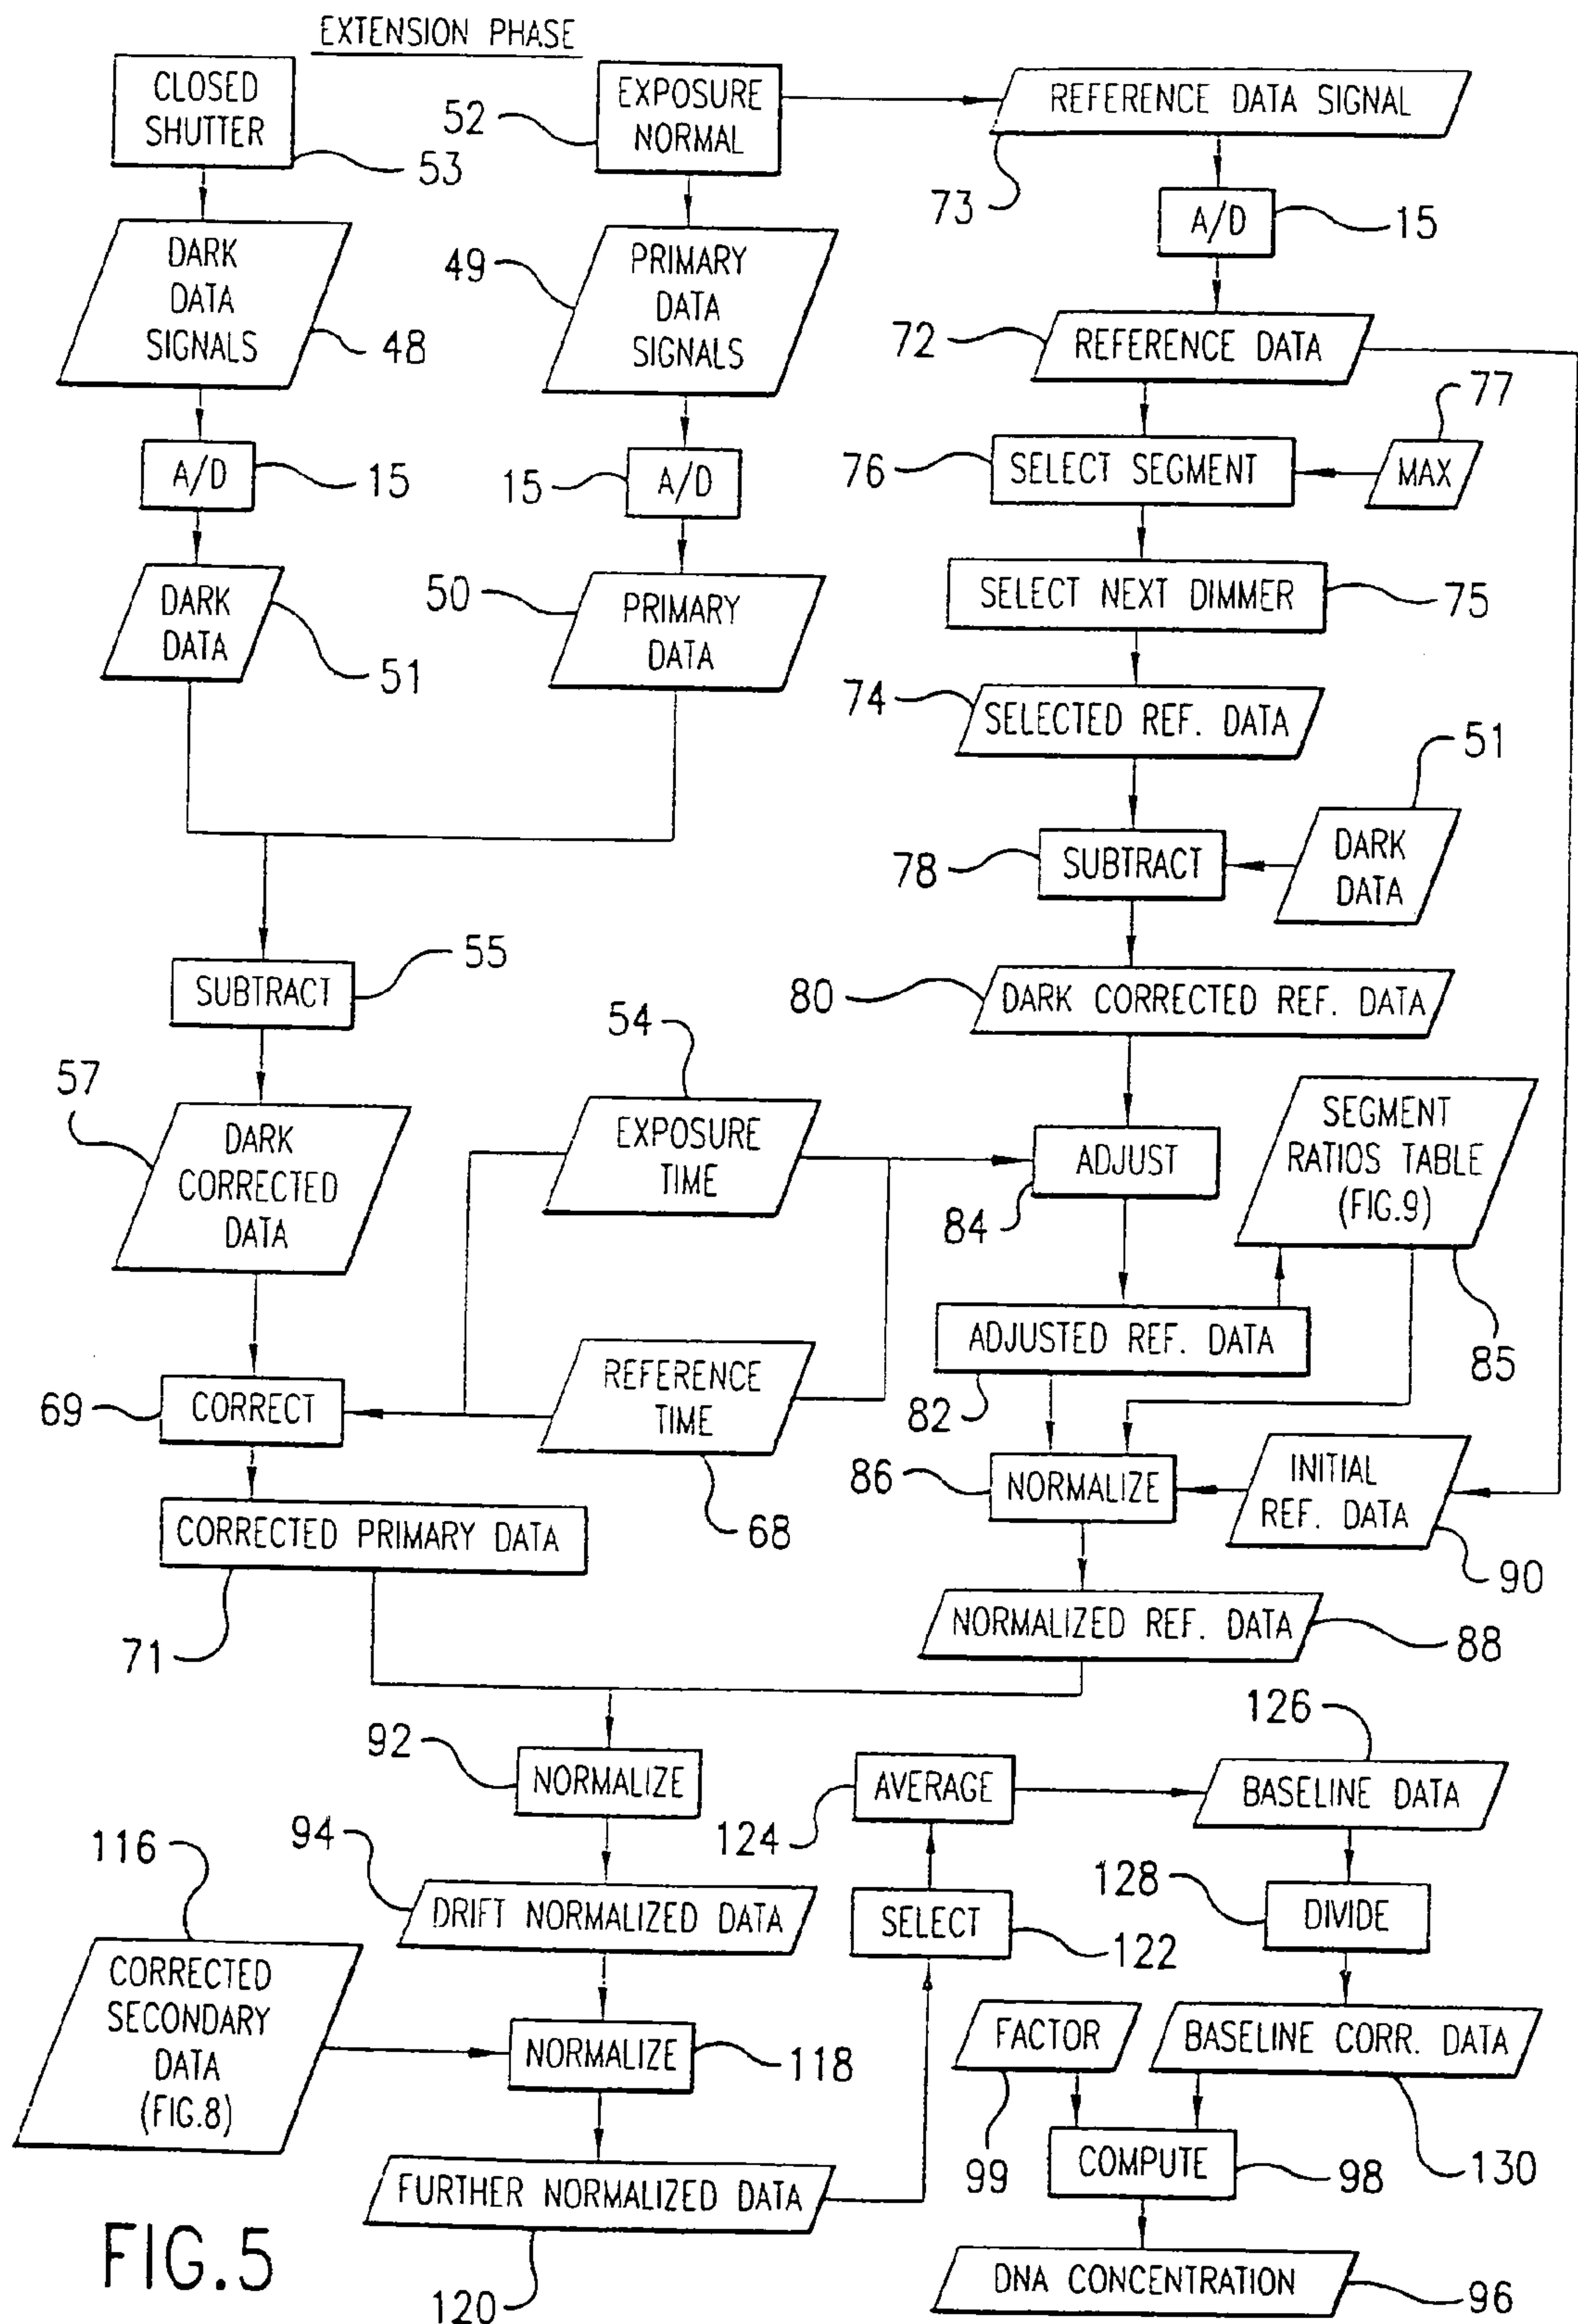 EXTENSION PHASE
CLOSED
SHUTTER
53
EXPOSURE
NORMAL
52
REFERENCE DATA SIGNAL
73
A/D
15
DARK
DATA
SIGNALS
48
PRIMARY
DATA
SIGNALS
49
REFERENCE DATA
72
A/D
15
A/D
15
SELECT SEGMENT
76
MAX
77
DARK
DATA
51
PRIMARY
DATA
50
SELECT NEXT DIMMER
75
SELECTED REF. DATA
74
SUBTRACT
78
DARK
DATA
51
SUBTRACT
55
DARK CORRECTED REF. DATA
80
DARK
CORRECTED
DATA
57
EXPOSURE
TIME
54
ADJUST
84
SEGMENT
RATIOS TABLE
(FIG.9)
85
ADJUSTED REF. DATA
82
CORRECT
69
REFERENCE
TIME
68
NORMALIZE
86
INITIAL
REF. DATA
90
CORRECTED PRIMARY DATA
71
NORMALIZED REF. DATA
88
NORMALIZE
92
AVERAGE
124
BASELINE DATA
126
DRIFT NORMALIZED DATA
94
SELECT
122
DIVIDE
128
CORRECTED
SECONDARY
DATA
(FIG.8)
116
NORMALIZE
118
FACTOR
99
BASELINE CORR. DATA
130
FURTHER NORMALIZED DATA
120
COMPUTE
98
DNA CONCENTRATION
96
FIG.5